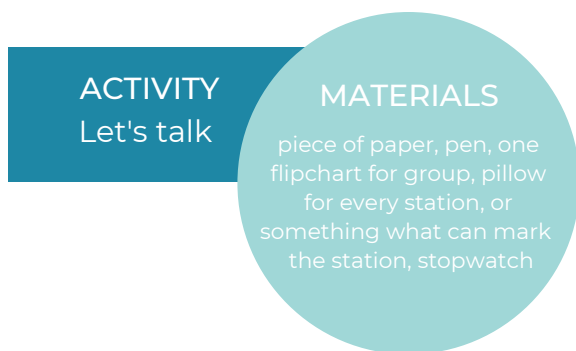 ACTIVITY
Let's talk
MATERIALS
piece of paper, pen, one
flipchart for group, pillow
for every station, or
something what can mark
the station, stopwatch